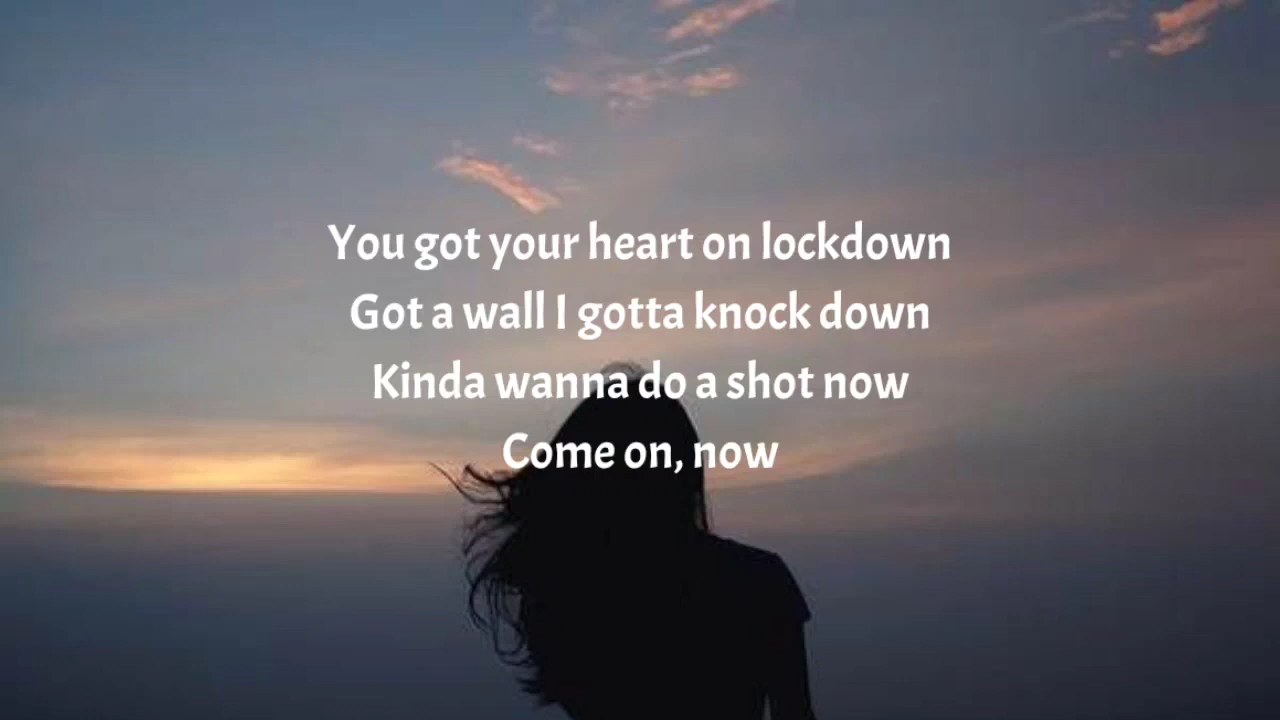 You got your heart on lockdown
Got a wall I gotta knock down
Kinda wanna do a shot now
Come on, now